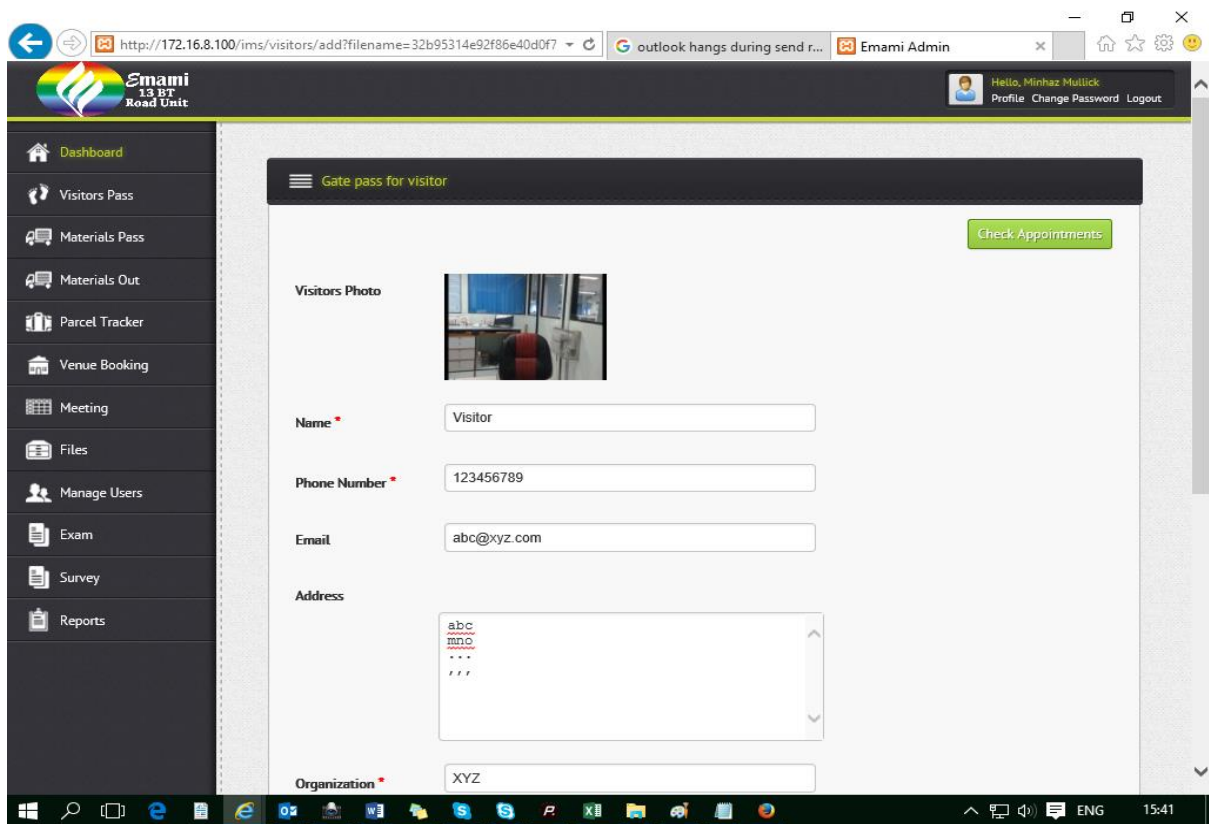 http://172.16.8.100/ims/visitors/add?filename=32b95314e92f86e40d0f7
outlook hangs during send r...
Emami Admin
Emami
13 BT
Road Unit
Hello, Minhaz Mullick
Profile Change Password Logout
Dashboard
Visitors Pass
Materials Pass
Materials Out
Parcel Tracker
Venue Booking
Meeting
Files
Manage Users
Exam
Survey
Reports
Gate pass for visitor
Check Appointments
Visitors Photo
Name *
Visitor
Phone Number *
123456789
Email
abc@xyz.com
Address
abc
mno
...
,,,
Organization *
XYZ
ENG
15:41